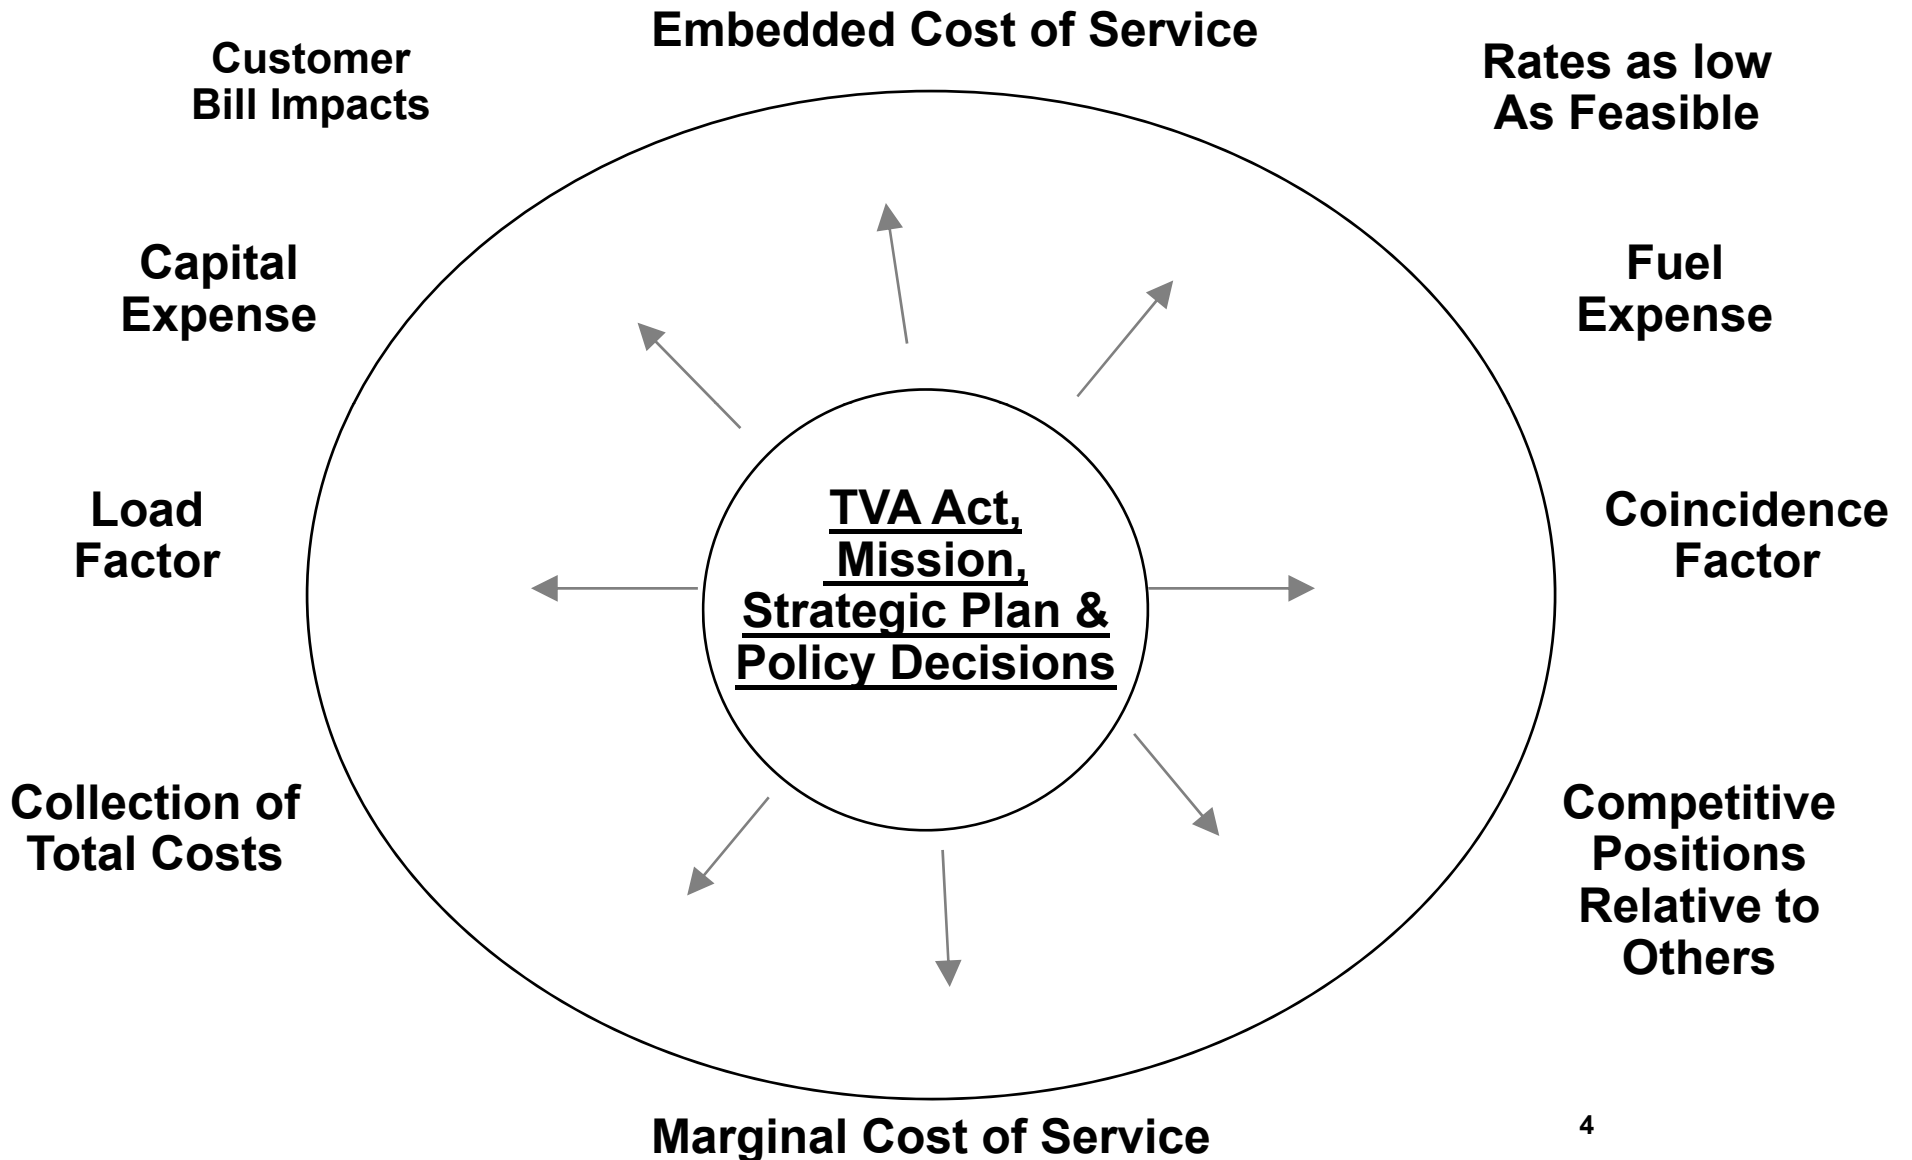 Embedded Cost of Service
Customer
Bill Impacts
Rates as low
As Feasible
Capital
Expense
Fuel
Expense
Load
Factor
TVA Act,
Mission,
Strategic Plan &
Policy Decisions
Coincidence
Factor
Collection of
Total Costs
Competitive
Positions
Relative to
Others
Marginal Cost of Service
4